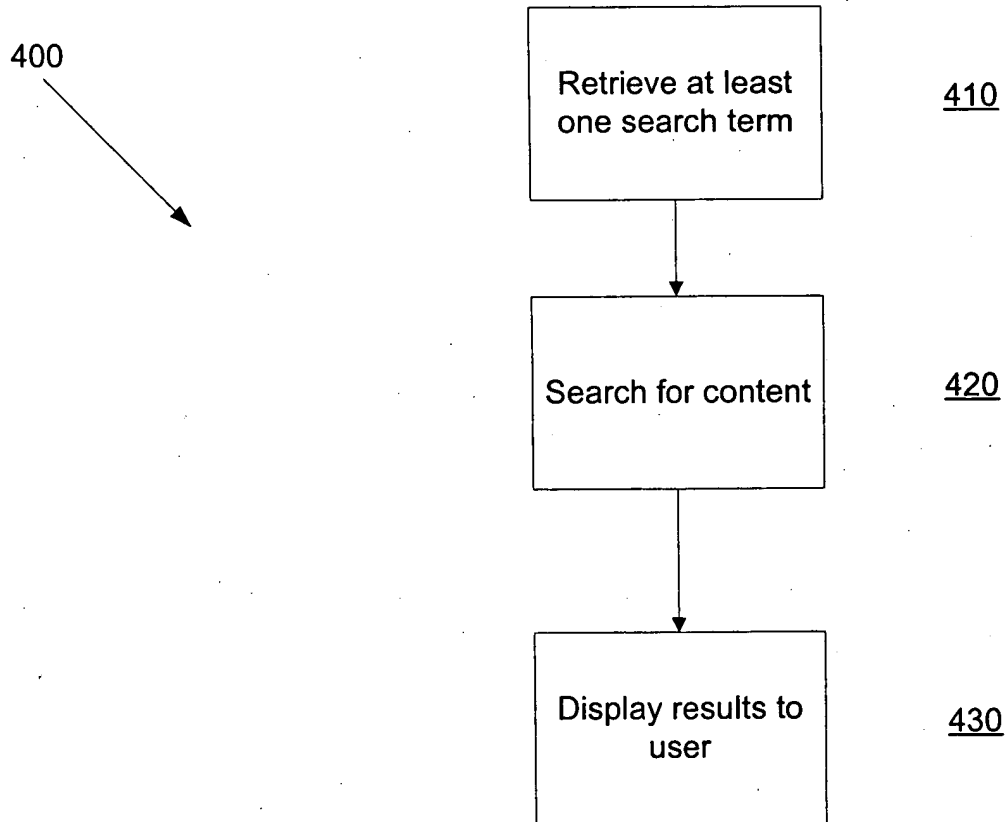 400
Retrieve at least
one search term
410
Search for content
420
Display results to
user
430